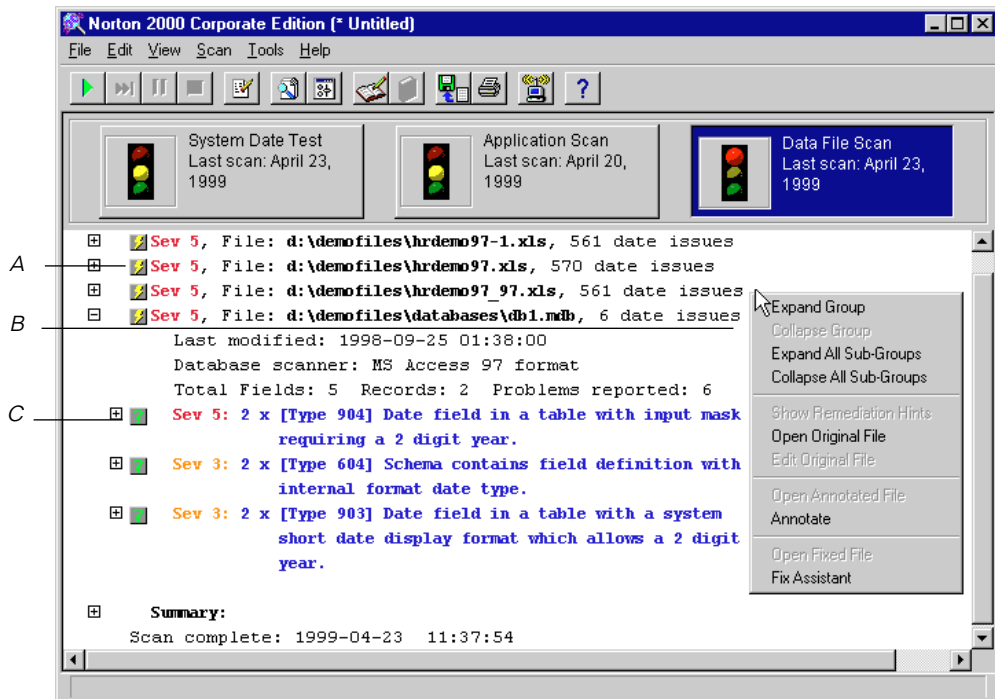 Norton 2000 Corporate Edition (* Untitled)
File Edit View Scan Tools Help
System Date Test
Last scan: April 23,
1999
Application Scan
Last scan: April 20,
1999
Data File Scan
Last scan: April 23,
1999
Sev 5, File: d:\demofiles\hrdemo97-1.xls, 561 date issues
A
Sev 5, File: d:\demofiles\hrdemo97.xls, 570 date issues
Sev 5, File: d:\demofiles\hrdemo97_97.xls, 561 date issues
B
Sev 5, File: d:\demofiles\databases\db1.mdb, 6 date issues
Last modified: 1998-09-25 01:38:00
Database scanner: MS Access 97 format
Total Fields: 5 Records: 2 Problems reported: 6
C
Sev 5: 2 x [Type 904] Date field in a table with input mask
requiring a 2 digit year.
Sev 3: 2 x [Type 604] Schema contains field definition with
internal format date type.
Sev 3: 2 x [Type 903] Date field in a table with a system
short date display format which allows a 2 digit
year.
Summary:
Scan complete: 1999-04-23 11:37:54
Expand Group
Collapse Group
Expand All Sub-Groups
Collapse All Sub-Groups
Show Remediation Hints
Open Original File
Edit Original File
Open Annotated File
Annotate
Open Fixed File
Fix Assistant